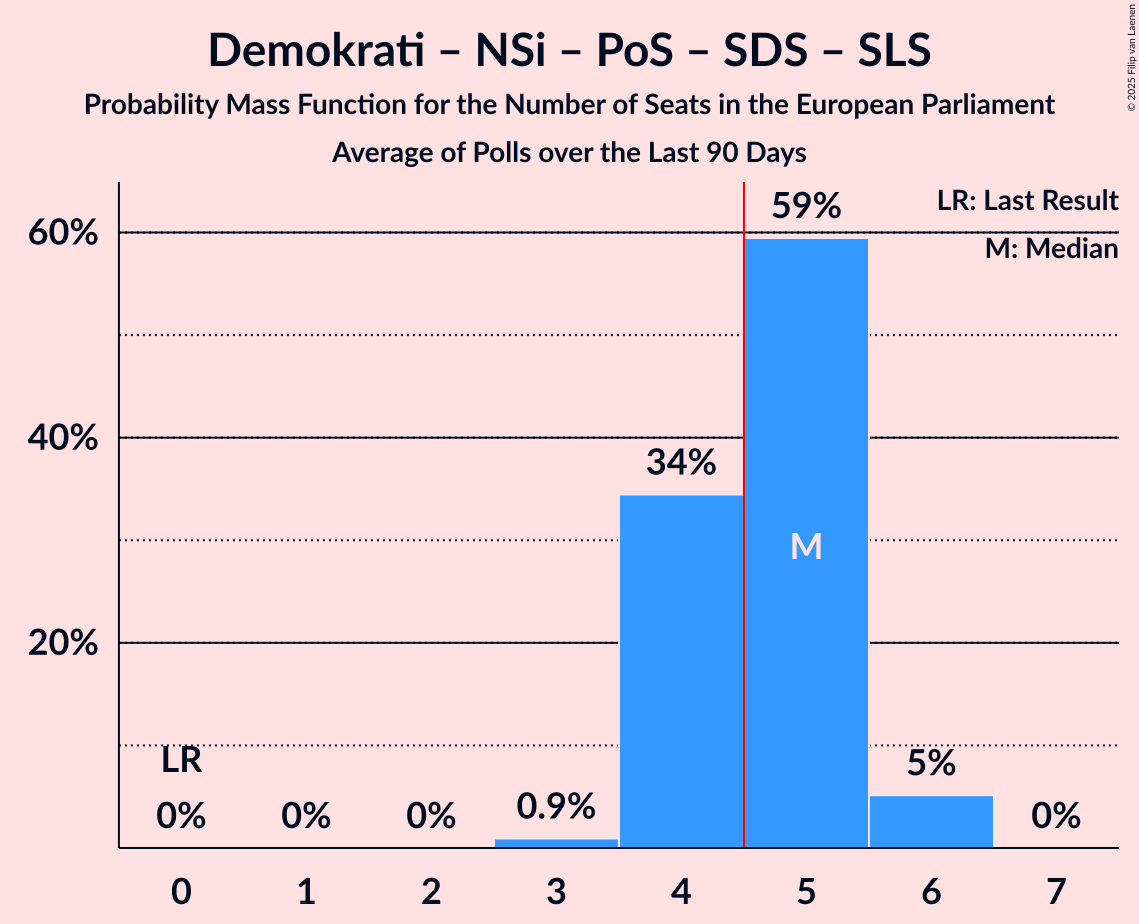 Demokrati – NSi – PoS – SDS – SLS
Probability Mass Function for the Number of Seats in the European Parliament
Average of Polls over the Last 90 Days
© 2025 Filip van Laenen
LR: Last Result
M: Median
60%
40%
20%
59%
34%
M
LR
0%
0%
0%
0.9%
5%
0%
0
1
2
3
4
5
6
7